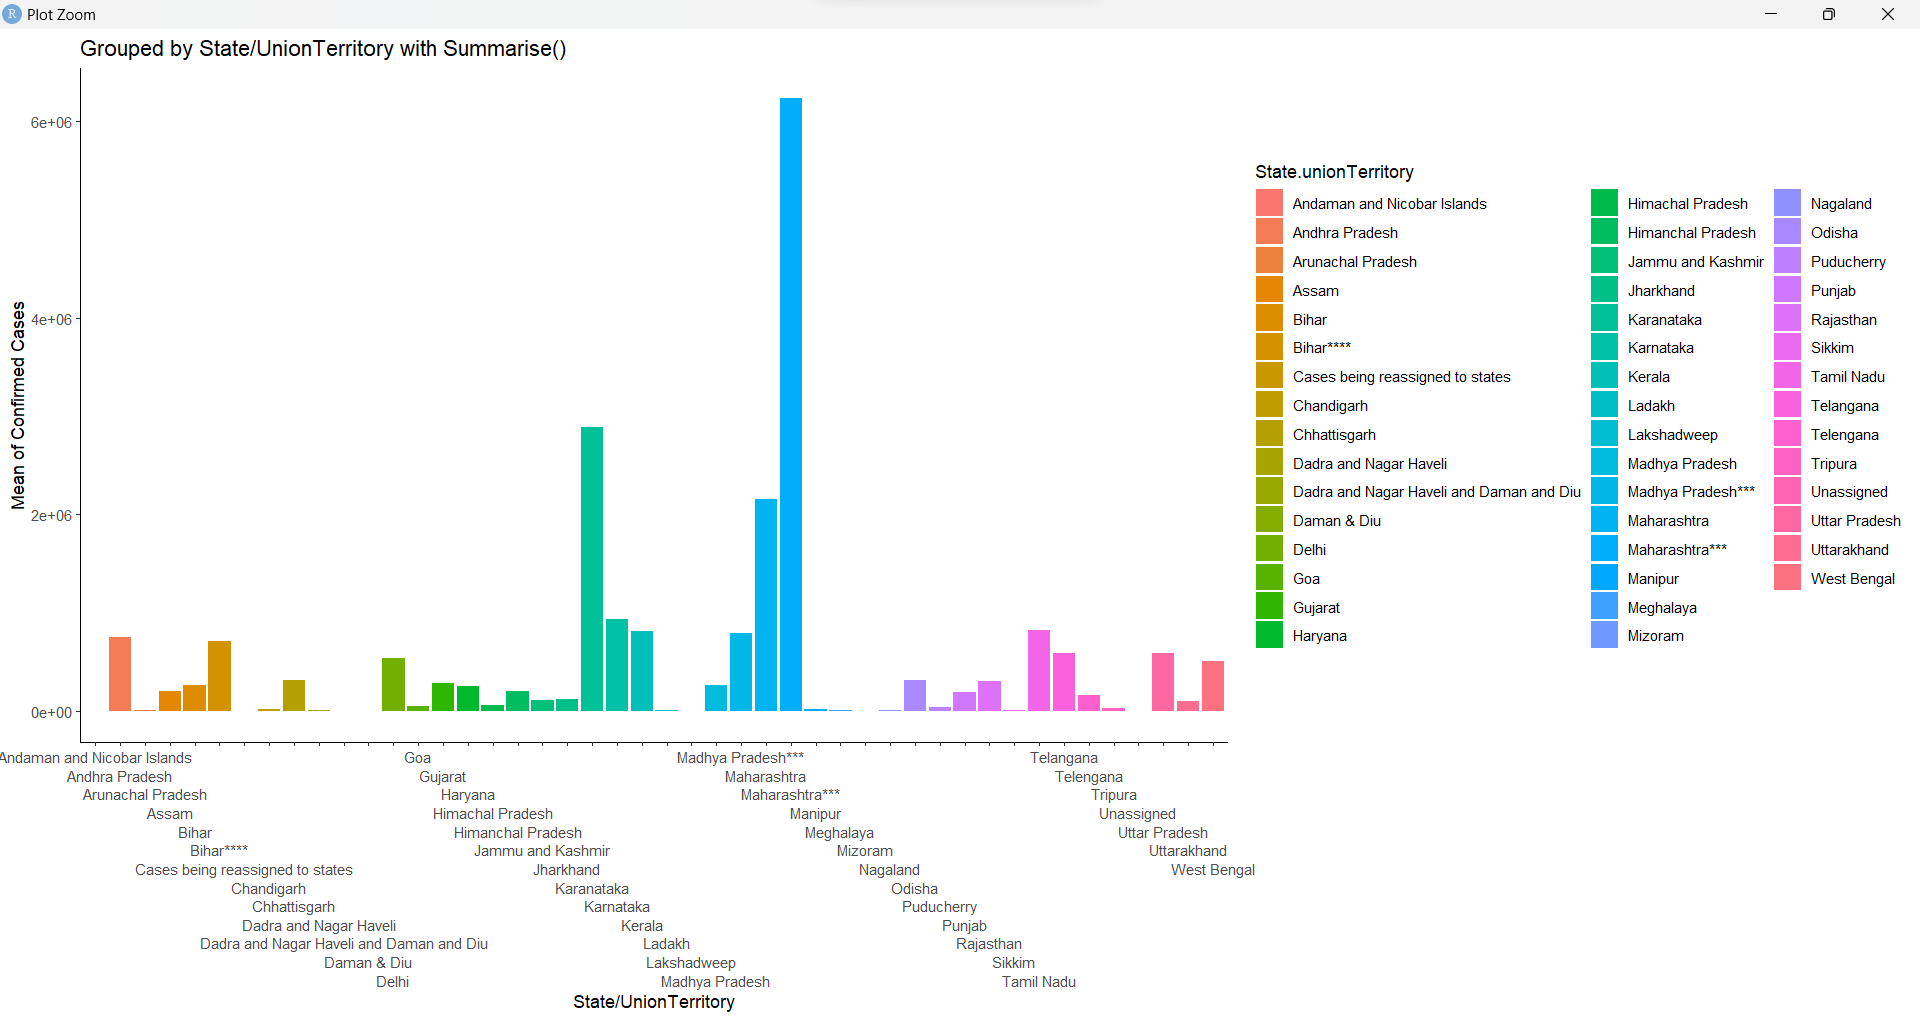 R Plot Zoom
Grouped by State/UnionTerritory with Summarise()
Mean of Confirmed Cases
6e+06
4e+06
2e+06
0e+00
Andaman and Nicobar Islands
Andhra Pradesh
Arunachal Pradesh
Assam
Bihar
Bihar****
Cases being reassigned to states
Chandigarh
Chhattisgarh
Dadra and Nagar Haveli
Dadra and Nagar Haveli and Daman and Diu
Daman & Diu
Delhi
Goa
Gujarat
Haryana
Himachal Pradesh
Himanchal Pradesh
Jammu and Kashmir
Jharkhand
Karanataka
Karnataka
Kerala
Ladakh
Lakshadweep
Madhya Pradesh
Madhya Pradesh***
Maharashtra
Maharashtra***
Manipur
Meghalaya
Mizoram
Nagaland
Odisha
Puducherry
Punjab
Rajasthan
Sikkim
Tamil Nadu
Telangana
Telengana
Tripura
Unassigned
Uttar Pradesh
Uttarakhand
West Bengal
State/UnionTerritory
State.unionTerritory
Andaman and Nicobar Islands
Andhra Pradesh
Arunachal Pradesh
Assam
Bihar
Bihar****
Cases being reassigned to states
Chandigarh
Chhattisgarh
Dadra and Nagar Haveli
Dadra and Nagar Haveli and Daman and Diu
Daman & Diu
Delhi
Goa
Gujarat
Haryana
Himachal Pradesh
Himanchal Pradesh
Jammu and Kashmir
Jharkhand
Karanataka
Karnataka
Kerala
Ladakh
Lakshadweep
Madhya Pradesh
Madhya Pradesh***
Maharashtra
Maharashtra***
Manipur
Meghalaya
Mizoram
Nagaland
Odisha
Puducherry
Punjab
Rajasthan
Sikkim
Tamil Nadu
Telangana
Telengana
Tripura
Unassigned
Uttar Pradesh
Uttarakhand
West Bengal